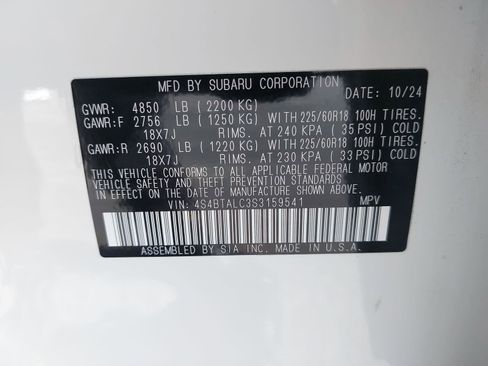 MFD BY SUBARU CORPORATION DATE: 10/24
GVWR: 4850 LB (2200 KG)
GAWR:F 2756 LB (1250 KG) WITH 225/60R18 100H TIRES.
18X7J RIMS. AT 240 KPA (35 PSI) COLD
GAWR:R 2690 LB (1220 KG) WITH 225/60R18 100H TIRES.
18X7J RIMS. AT 230 KPA (33 PSI) COLD
THIS VEHICLE CONFORMS TO ALL APPLICABLE FEDERAL MOTOR
VEHICLE SAFETY AND THEFT PREVENTION STANDARDS
IN EFFECT ON THE DATE OF MANUFACTURE SHOWN ABOVE.
VIN: 4S4BTALC3S3159541 MPV
ASSEMBLED BY SIA INC. MADE IN U.S.A.